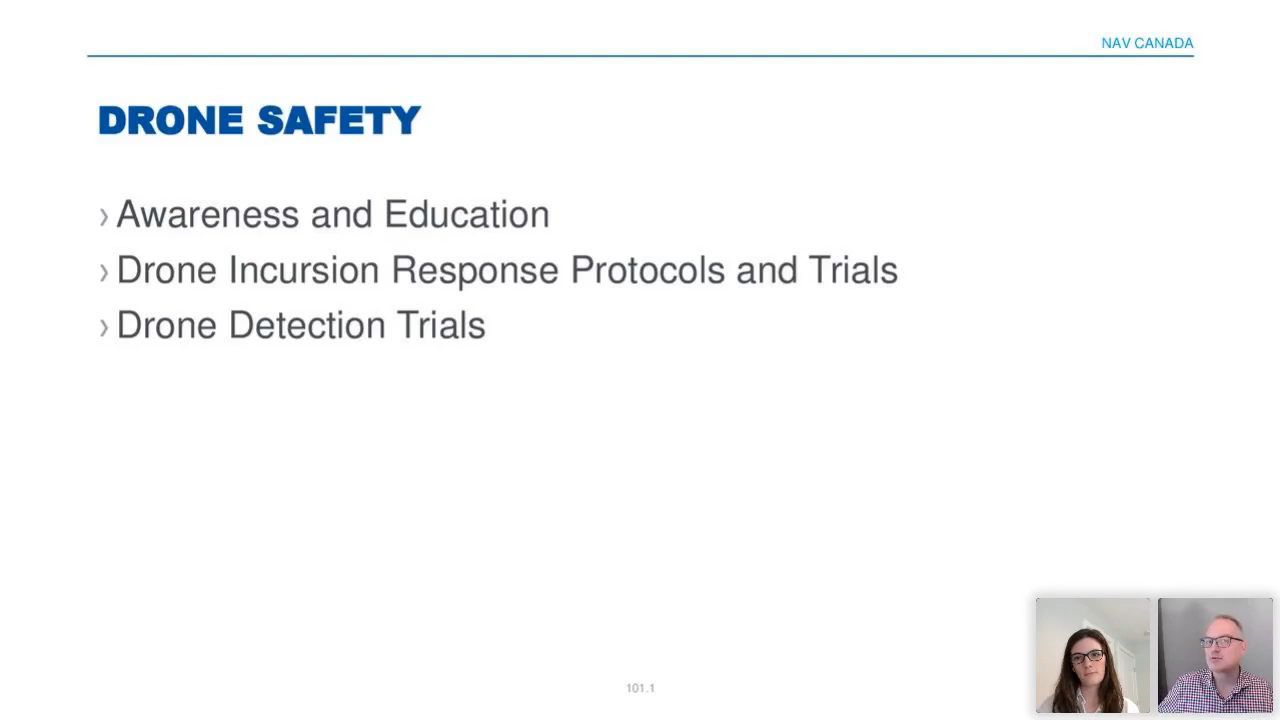 NAV CANADA
DRONE SAFETY
› Awareness and Education
› Drone Incursion Response Protocols and Trials
› Drone Detection Trials
101.1